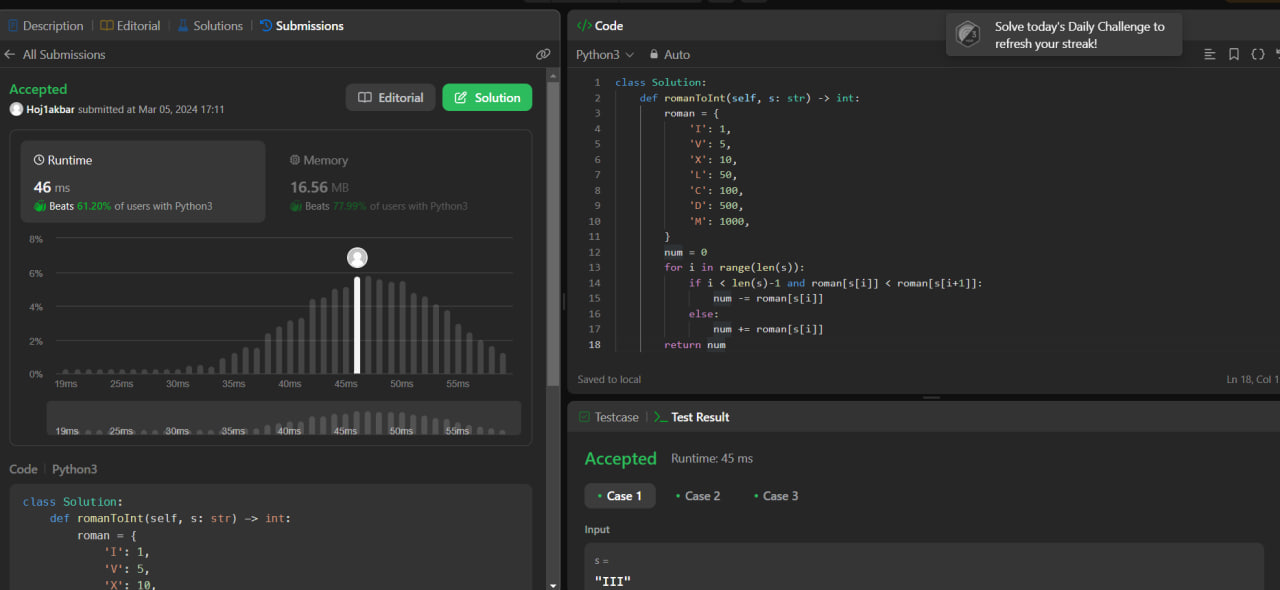 Description | Editorial | Solutions | Submissions
← All Submissions
Accepted
Hoj1akbar submitted at Mar 05, 2024 17:11
Editorial
Solution
Runtime
46 ms
Beats 61.20% of users with Python3
Memory
16.56 MB
Beats 77.99% of users with Python3
8%
6%
4%
2%
0%
19ms 25ms 30ms 35ms 40ms 45ms 50ms 55ms
19ms 25ms 30ms 35ms 40ms 45ms 50ms 55ms
Code | Python3
class Solution:
    def romanToInt(self, s: str) -> int:
        roman = {
            'I': 1,
            'V': 5,
            'X': 10,
</> Code
Solve today's Daily Challenge to
refresh your streak!
Python3 Auto
1 class Solution:
2     def romanToInt(self, s: str) -> int:
3         roman = {
4             'I': 1,
5             'V': 5,
6             'X': 10,
7             'L': 50,
8             'C': 100,
9             'D': 500,
10             'M': 1000,
11         }
12         num = 0
13         for i in range(len(s)):
14             if i < len(s)-1 and roman[s[i]] < roman[s[i+1]]:
15                 num -= roman[s[i]]
16             else:
17                 num += roman[s[i]]
18         return num
Saved to local
Ln 18, Col 1
Testcase | >_ Test Result
Accepted Runtime: 45 ms
• Case 1 • Case 2 • Case 3
Input
s =
"III"